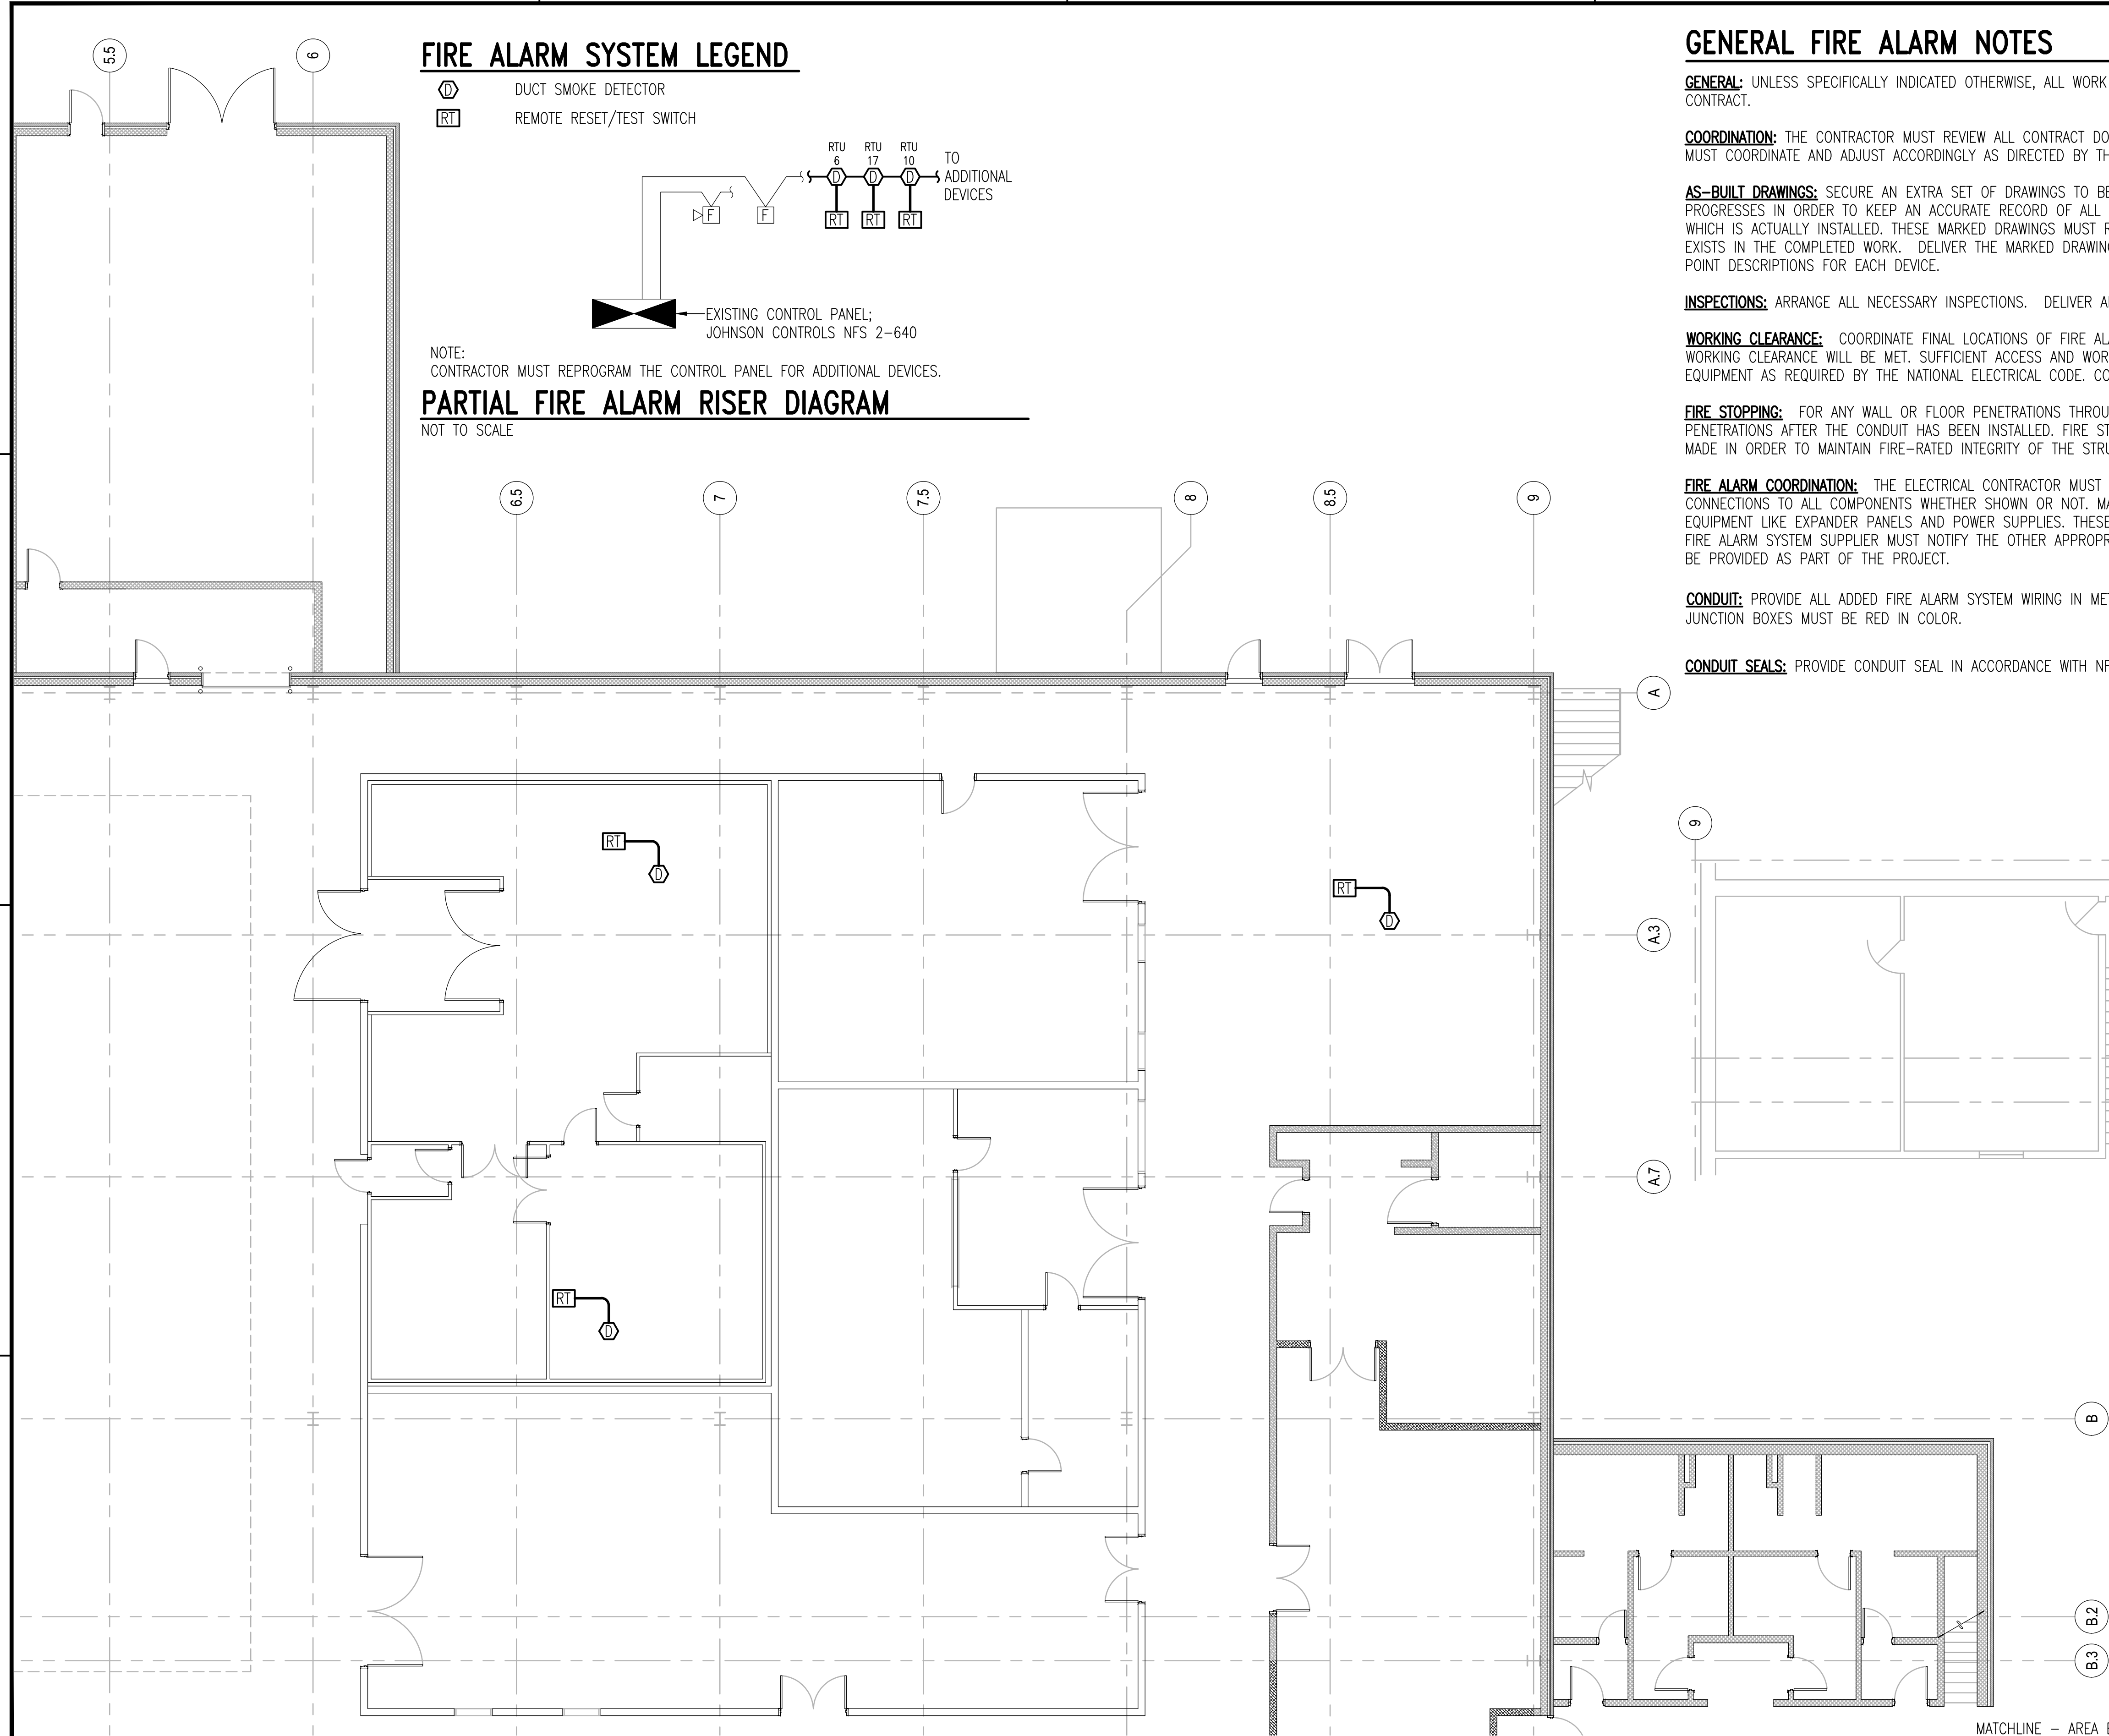 FIRE ALARM SYSTEM LEGEND
D DUCT SMOKE DETECTOR
RT REMOTE RESET/TEST SWITCH
RTU RTU RTU
6 17 10
D D D
TO
ADDITIONAL
DEVICES
F F
RT RT RT
EXISTING CONTROL PANEL;
JOHNSON CONTROLS NFS 2-640
NOTE:
CONTRACTOR MUST REPROGRAM THE CONTROL PANEL FOR ADDITIONAL DEVICES.
PARTIAL FIRE ALARM RISER DIAGRAM
NOT TO SCALE
GENERAL FIRE ALARM NOTES
GENERAL: UNLESS SPECIFICALLY INDICATED OTHERWISE, ALL WORK
CONTRACT.
COORDINATION: THE CONTRACTOR MUST REVIEW ALL CONTRACT DO
MUST COORDINATE AND ADJUST ACCORDINGLY AS DIRECTED BY TH
AS-BUILT DRAWINGS: SECURE AN EXTRA SET OF DRAWINGS TO BE
PROGRESSES IN ORDER TO KEEP AN ACCURATE RECORD OF ALL
WHICH IS ACTUALLY INSTALLED. THESE MARKED DRAWINGS MUST R
EXISTS IN THE COMPLETED WORK. DELIVER THE MARKED DRAWING
POINT DESCRIPTIONS FOR EACH DEVICE.
INSPECTIONS: ARRANGE ALL NECESSARY INSPECTIONS. DELIVER A
WORKING CLEARANCE: COORDINATE FINAL LOCATIONS OF FIRE ALA
WORKING CLEARANCE WILL BE MET. SUFFICIENT ACCESS AND WOR
EQUIPMENT AS REQUIRED BY THE NATIONAL ELECTRICAL CODE. CO
FIRE STOPPING: FOR ANY WALL OR FLOOR PENETRATIONS THROU
PENETRATIONS AFTER THE CONDUIT HAS BEEN INSTALLED. FIRE ST
MADE IN ORDER TO MAINTAIN FIRE-RATED INTEGRITY OF THE STRU
FIRE ALARM COORDINATION: THE ELECTRICAL CONTRACTOR MUST
CONNECTIONS TO ALL COMPONENTS WHETHER SHOWN OR NOT. MA
EQUIPMENT LIKE EXPANDER PANELS AND POWER SUPPLIES. THESE
FIRE ALARM SYSTEM SUPPLIER MUST NOTIFY THE OTHER APPROPR
BE PROVIDED AS PART OF THE PROJECT.
CONDUIT: PROVIDE ALL ADDED FIRE ALARM SYSTEM WIRING IN MET
JUNCTION BOXES MUST BE RED IN COLOR.
CONDUIT SEALS: PROVIDE CONDUIT SEAL IN ACCORDANCE WITH NF
5.5
6
6.5
7
7.5
8
8.5
9
A
9
RT
D
RT
D
A.3
A.7
RT
D
B
B.2
B.3
MATCHLINE - AREA E